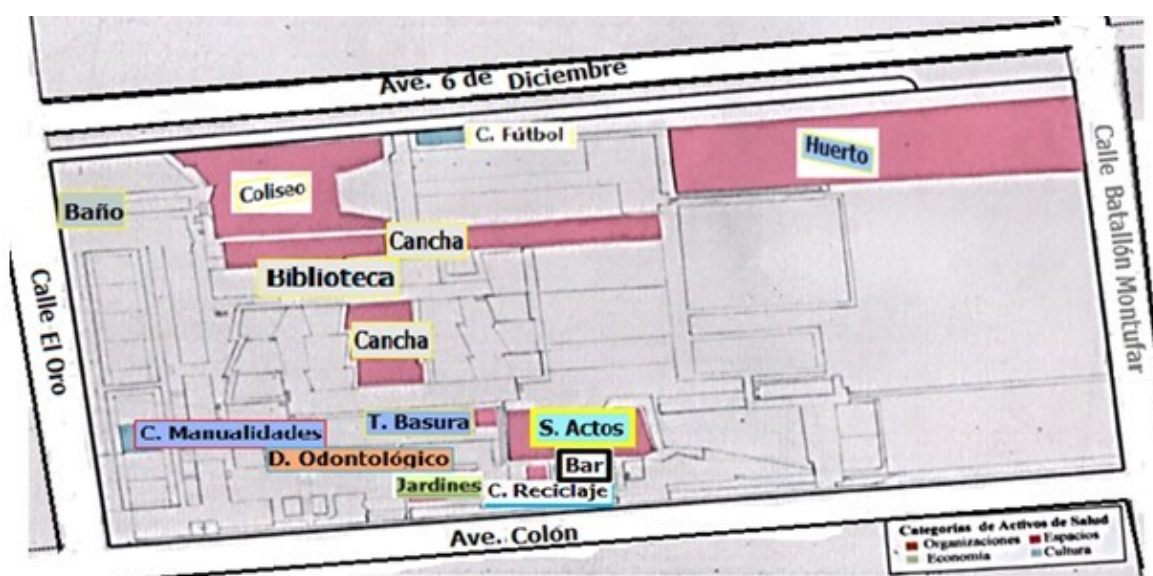 Ave. 6 de Diciembre
C. Fútbol
Huerto
Coliseo
Baño
Cancha
Biblioteca
Cancha
Calle El Oro
Calle Batallón Montufar
T. Basura
S. Actos
C. Manualidades
D. Odontológico
Bar
Jardines
C. Reciclaje
Ave. Colón
Categorías de Activos de Salud
Organizaciones
Espacios
Economía
Cultura